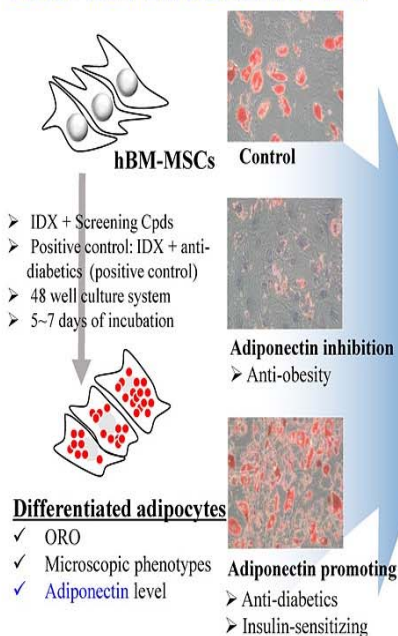 hBM-MSCs
Control
➢ IDX + Screening Cpds
➢ Positive control: IDX + anti-
diabetics (positive control)
➢ 48 well culture system
➢ 5~7 days of incubation
Adiponectin inhibition
➢ Anti-obesity
Differentiated adipocytes
✓ ORO
✓ Microscopic phenotypes
✓ Adiponectin level
Adiponectin promoting
➢ Anti-diabetics
➢ Insulin-sensitizing